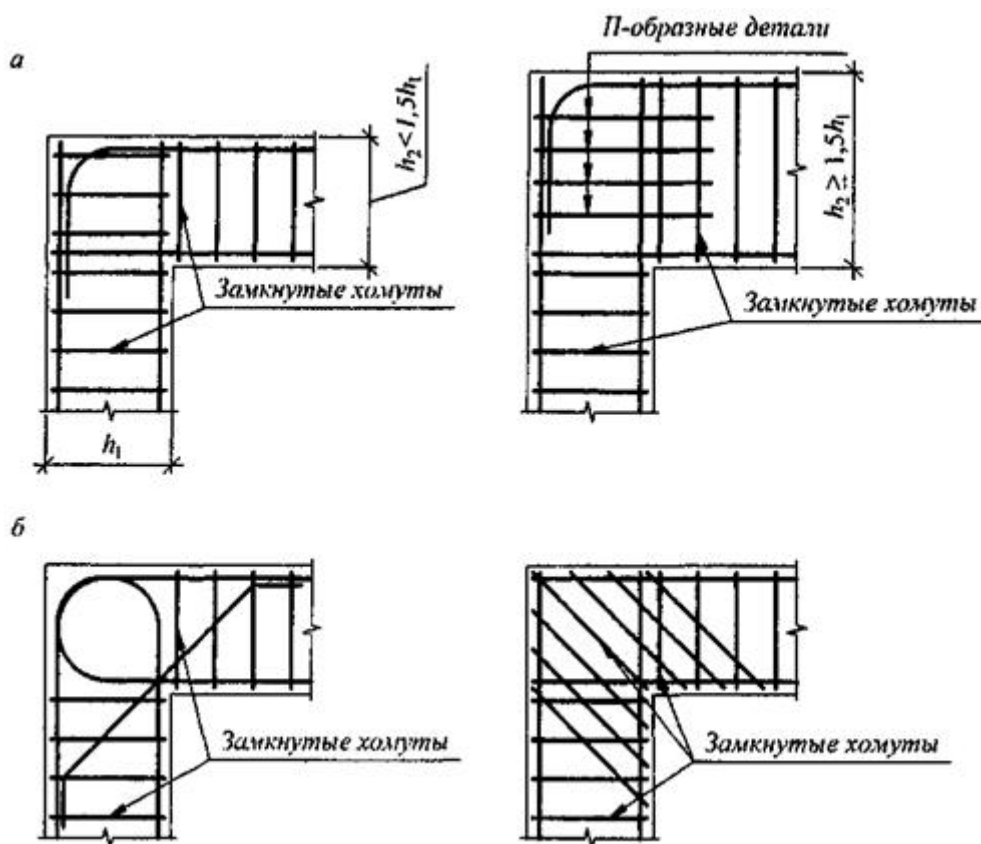 а
П-образные детали
h₂<1,5h₁
h₂≥1,5h₁
Замкнутые хомуты
Замкнутые хомуты
h₁
б
Замкнутые хомуты
Замкнутые хомуты